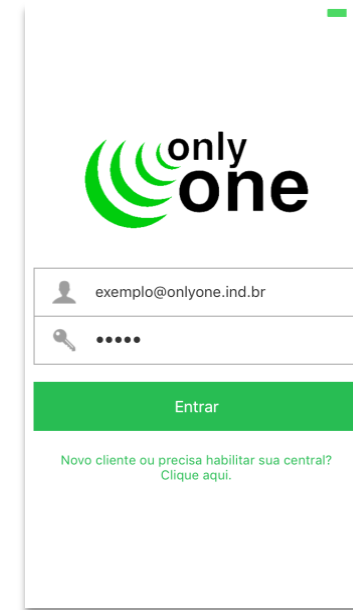 only
one
exemplo@onlyone.ind.br
•••••
Entrar
Novo cliente ou precisa habilitar sua central?
Clique aqui.